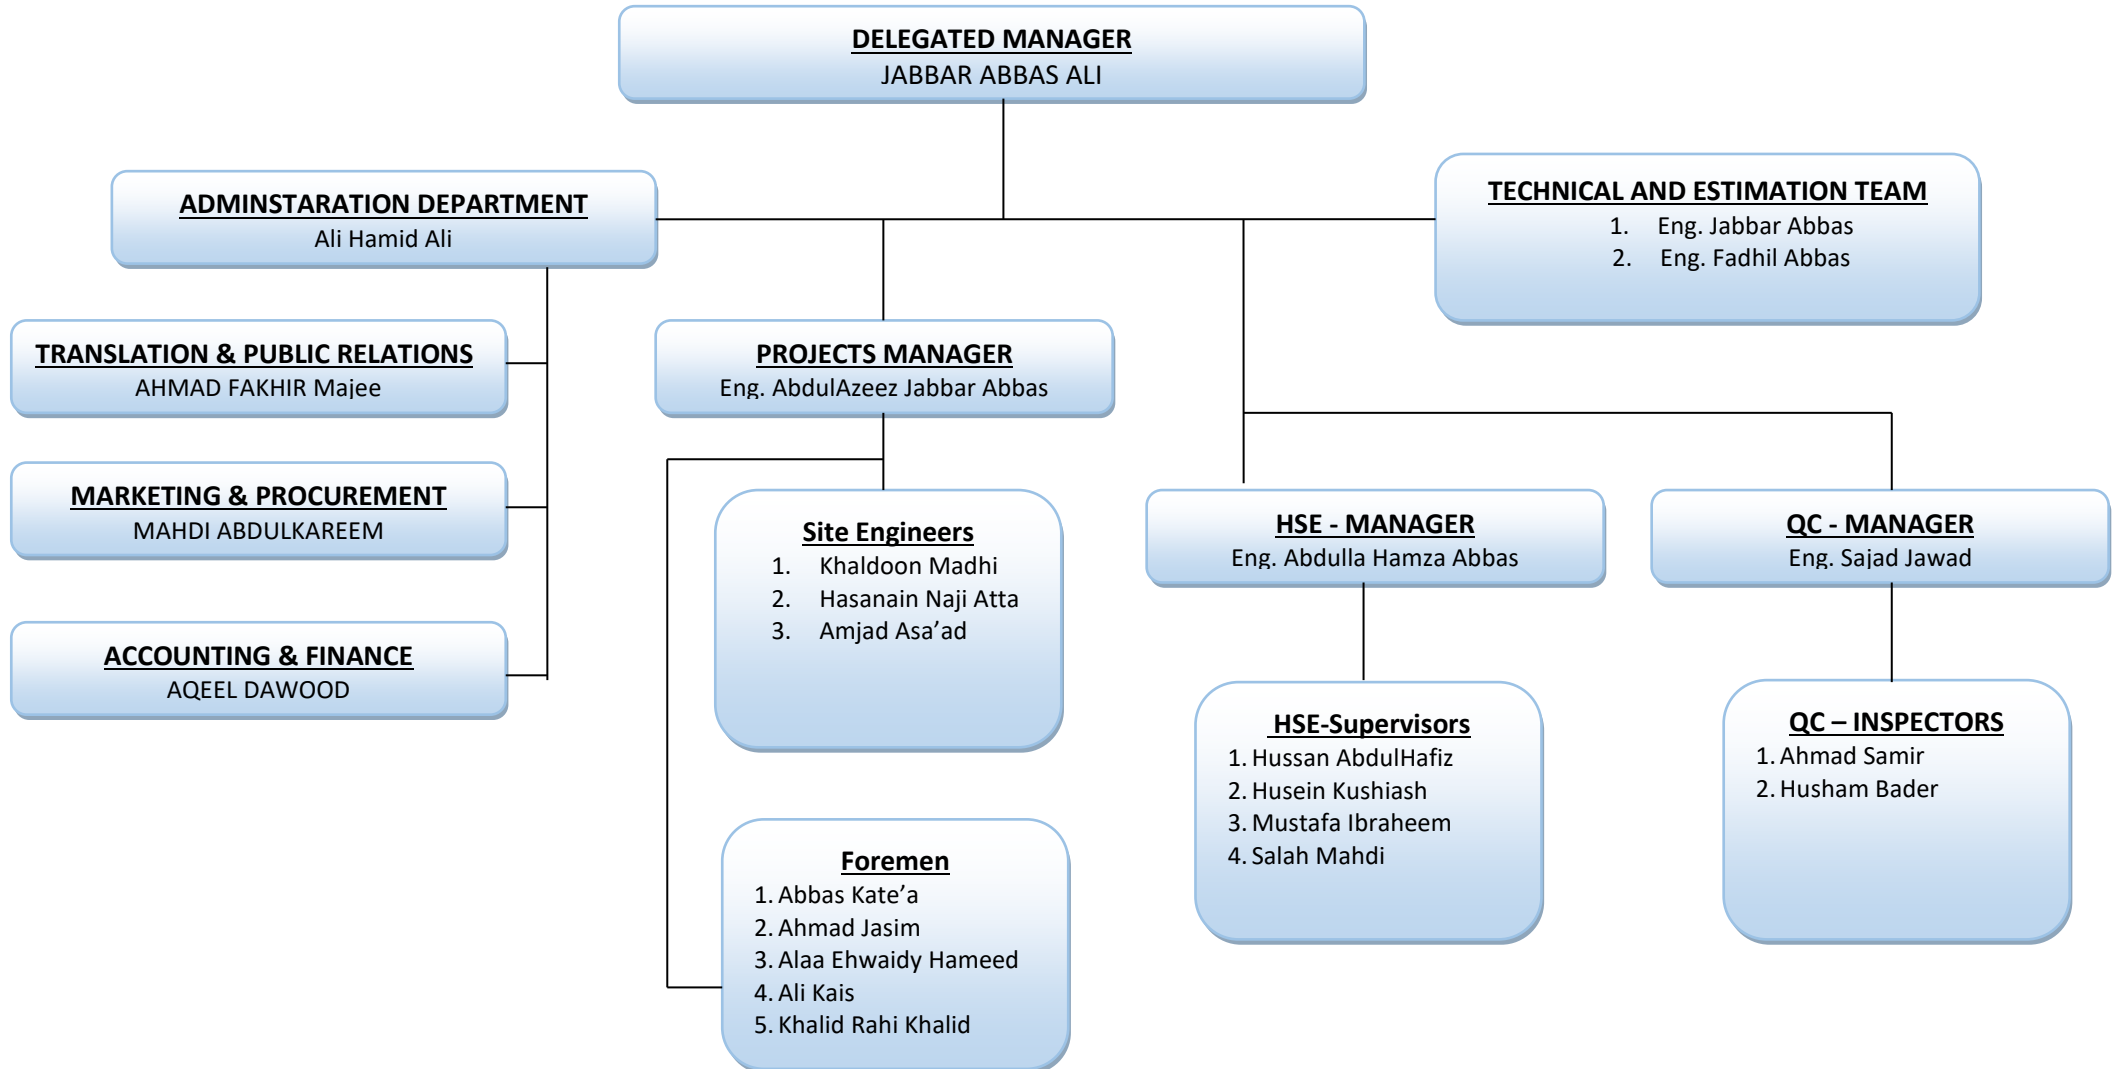 DELEGATED MANAGER
JABBAR ABBAS ALI
ADMINSTARATION DEPARTMENT
Ali Hamid Ali
TECHNICAL AND ESTIMATION TEAM
1. Eng. Jabbar Abbas
2. Eng. Fadhil Abbas
TRANSLATION & PUBLIC RELATIONS
AHMAD FAKHIR Majee
PROJECTS MANAGER
Eng. AbdulAzeez Jabbar Abbas
MARKETING & PROCUREMENT
MAHDI ABDULKAREEM
Site Engineers
1. Khaldoon Madhi
2. Hasanain Naji Atta
3. Amjad Asa’ad
HSE - MANAGER
Eng. Abdulla Hamza Abbas
QC - MANAGER
Eng. Sajad Jawad
ACCOUNTING & FINANCE
AQEEL DAWOOD
HSE-Supervisors
1. Hussan AbdulHafiz
2. Husein Kushiash
3. Mustafa Ibraheem
4. Salah Mahdi
QC – INSPECTORS
1. Ahmad Samir
2. Husham Bader
Foremen
1. Abbas Kate’a
2. Ahmad Jasim
3. Alaa Ehwaidy Hameed
4. Ali Kais
5. Khalid Rahi Khalid